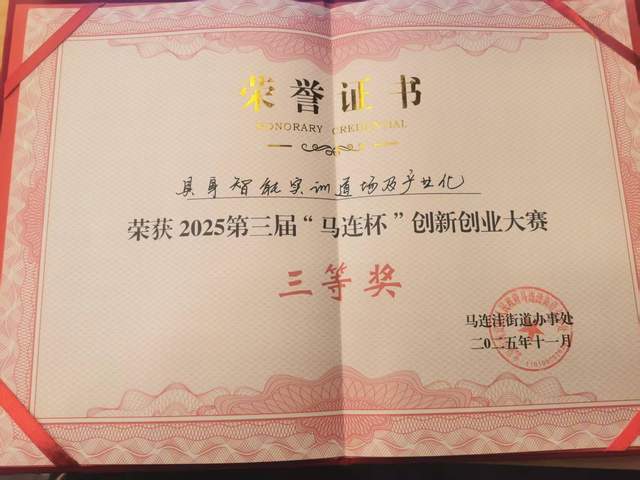 荣誉证书
HONORARY CREDENTIAL
具身智能实训道场及产业化
荣获 2025第三届“马连杯”创新创业大赛
三等奖
马连洼街道办事处
二〇二五年十一月